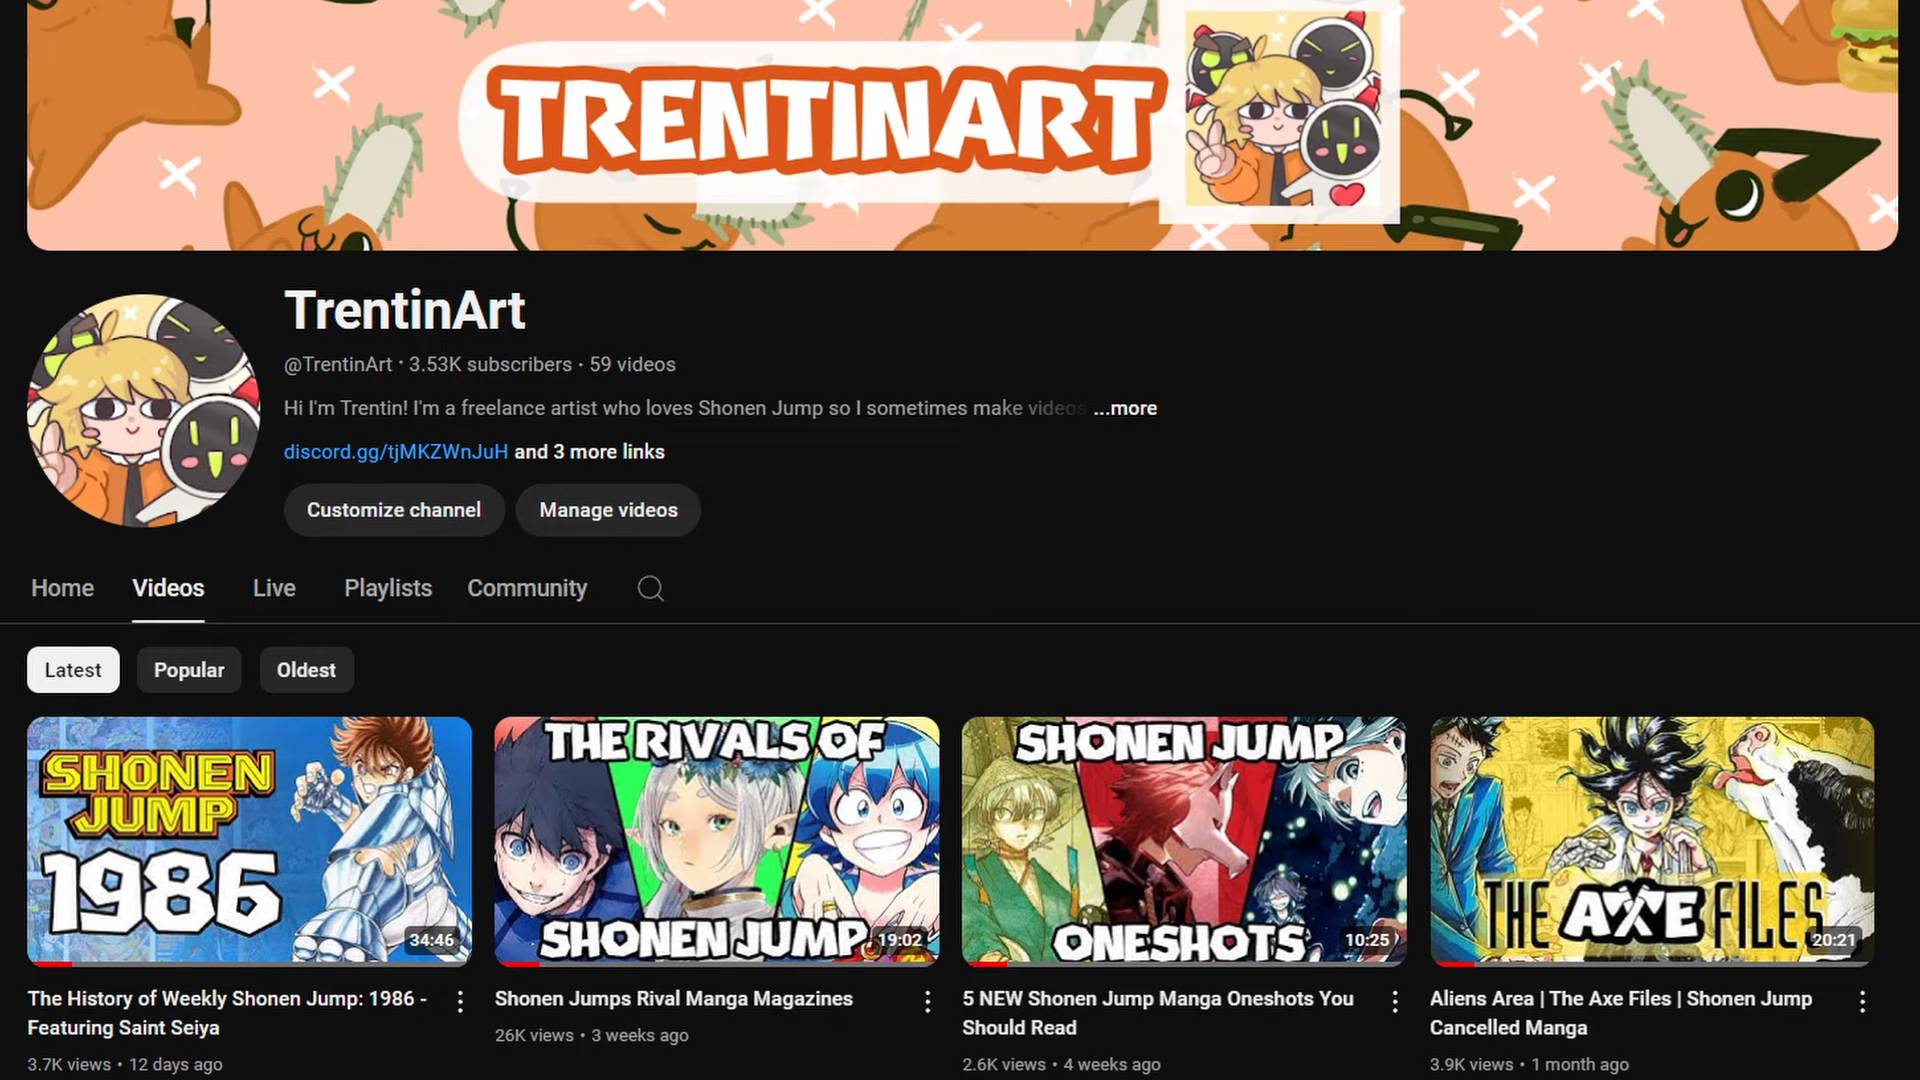 TRENTINART
TrentinArt
@TrentinArt • 3.53K subscribers • 59 videos
Hi I'm Trentin! I'm a freelance artist who loves Shonen Jump so I sometimes make videos ...more
discord.gg/tjMKZWnJuH and 3 more links
Customize channel Manage videos
Home Videos Live Playlists Community
Latest Popular Oldest
SHONEN
JUMP
1986
34:46
THE RIVALS OF
SHONEN JUMP
19:02
SHONEN JUMP
ONESHOTS
10:25
THE AXE FILES
20:21
The History of Weekly Shonen Jump: 1986 -
Featuring Saint Seiya
3.7K views • 12 days ago
Shonen Jumps Rival Manga Magazines
26K views • 3 weeks ago
5 NEW Shonen Jump Manga Oneshots You
Should Read
2.6K views • 4 weeks ago
Aliens Area | The Axe Files | Shonen Jump
Cancelled Manga
3.9K views • 1 month ago